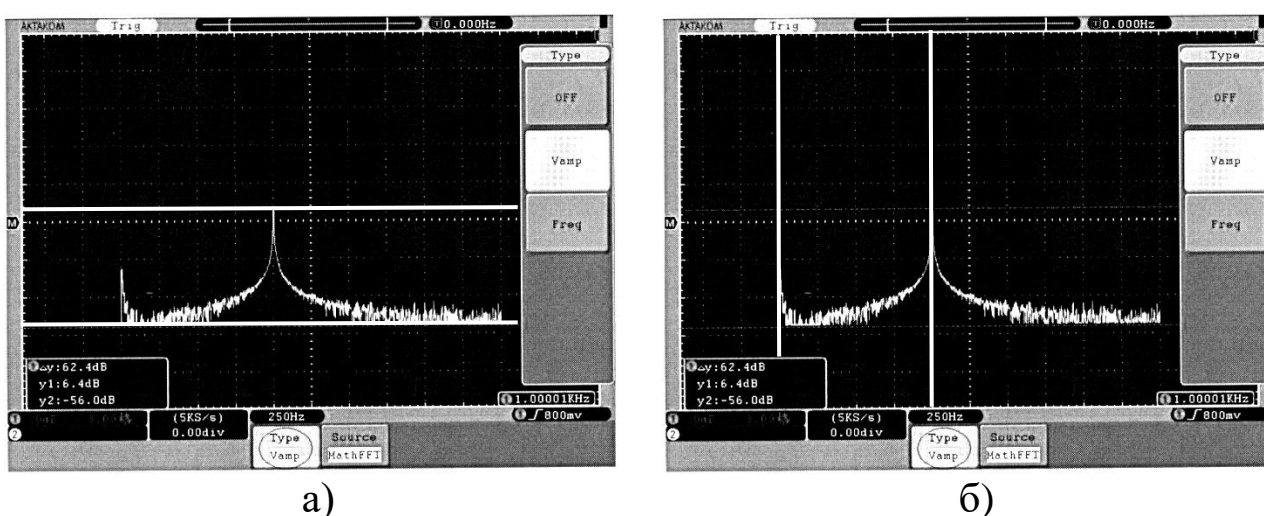 AKTAKOM Trig 0.000Hz
Type
OFF
Vamp
Freq
M
△y:62.4dB
y1:6.4dB
y2:-56.0dB
1.00001KHz
(5KS/s) 250Hz 800mv
0.00div
2
Type Source
Vamp MathFFT
а)
AKTAKOM Trig 0.000Hz
Type
OFF
Vamp
Freq
M
△y:62.4dB
y1:6.4dB
y2:-56.0dB
1.00001KHz
(5KS/s) 250Hz 800mv
0.00div
2
Type Source
Vamp MathFFT
б)